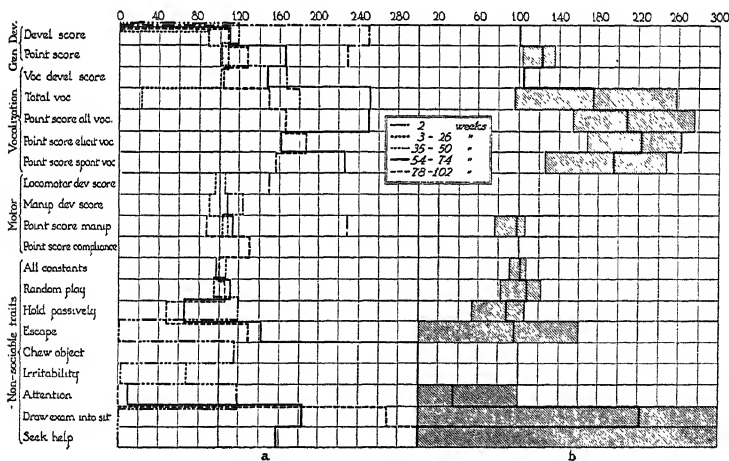 0 40 80 120 160 200 240 280 60 100 140 180 220 260 300
Gen Dev.
Devel score
Point score
Vocalization
Voc devel score
Total voc
Point score all voc.
Point score elicit voc
Point score spont voc
Motor
Locomotor dev score
Manip dev score
Point score manip
Point score compliance
Non-sociable traits
All constants
Random play
Hold passively
Escape
Chew object
Irritability
Attention
Draw exam into sit
Seek help
2 weeks
3 - 26 "
35 - 50 "
54 - 74 "
78 - 102 "
a b